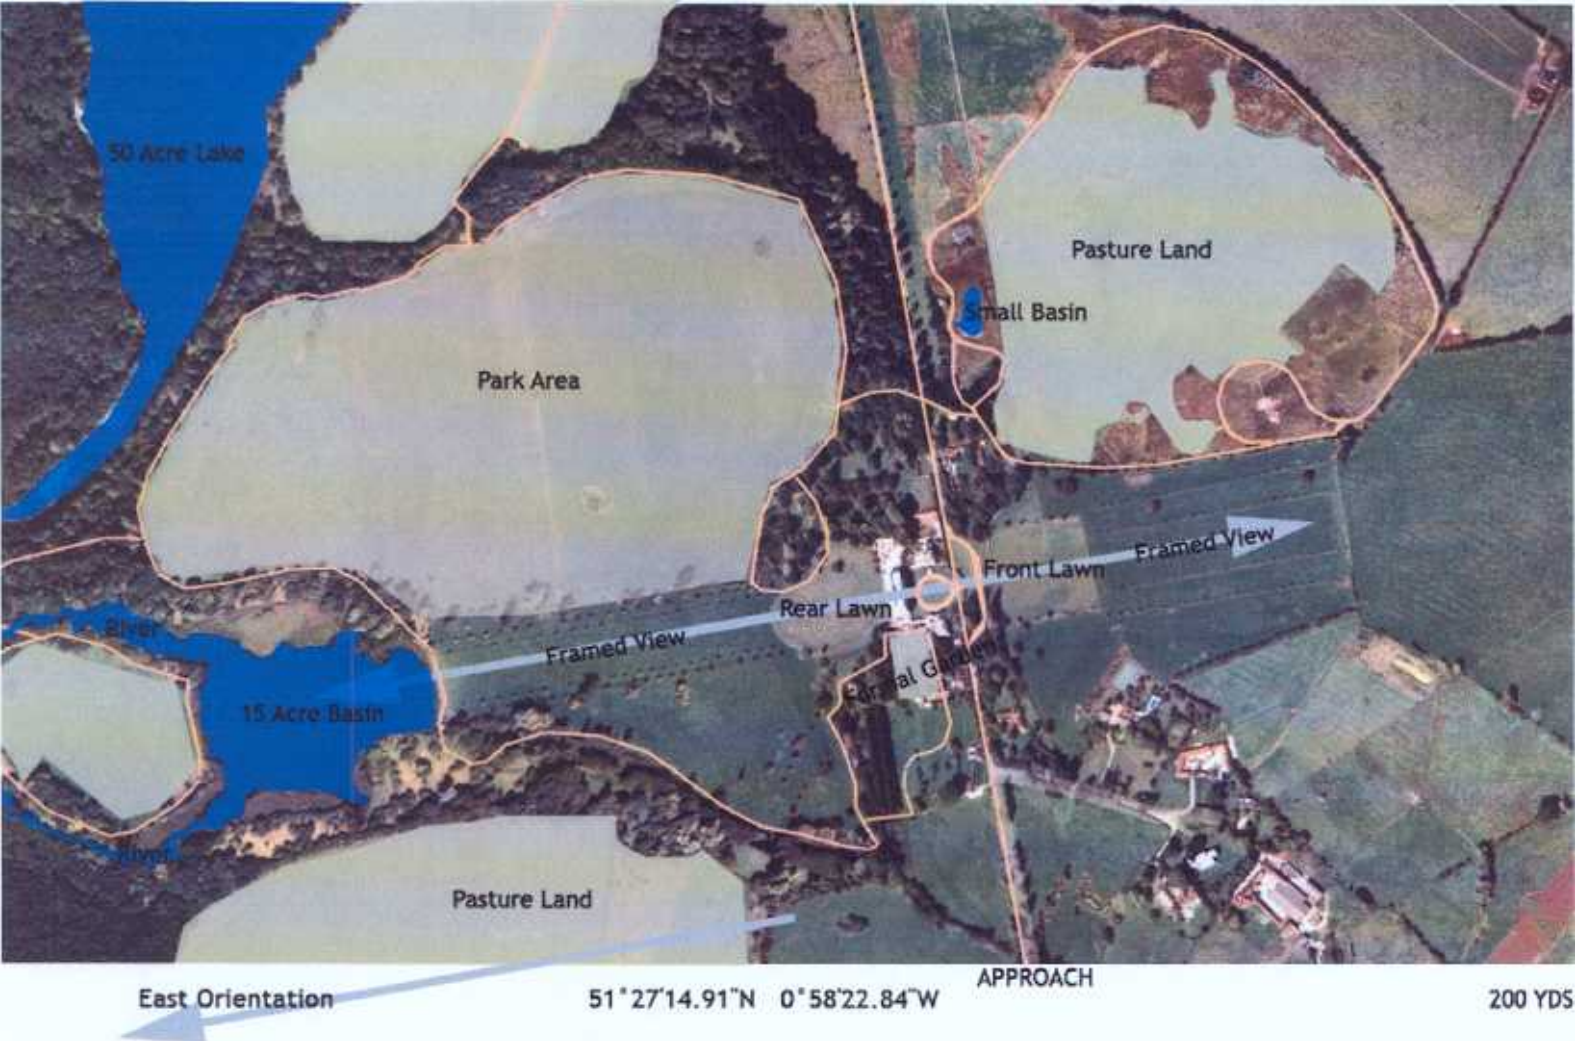 50 Acre Lake
Pasture Land
Small Basin
Park Area
Framed View
Front Lawn
Rear Lawn
River
Framed View
Formal Garden
15 Acre Basin
River
Pasture Land
APPROACH
East Orientation
51°27'14.91"N 0°58'22.84"W
200 YDS